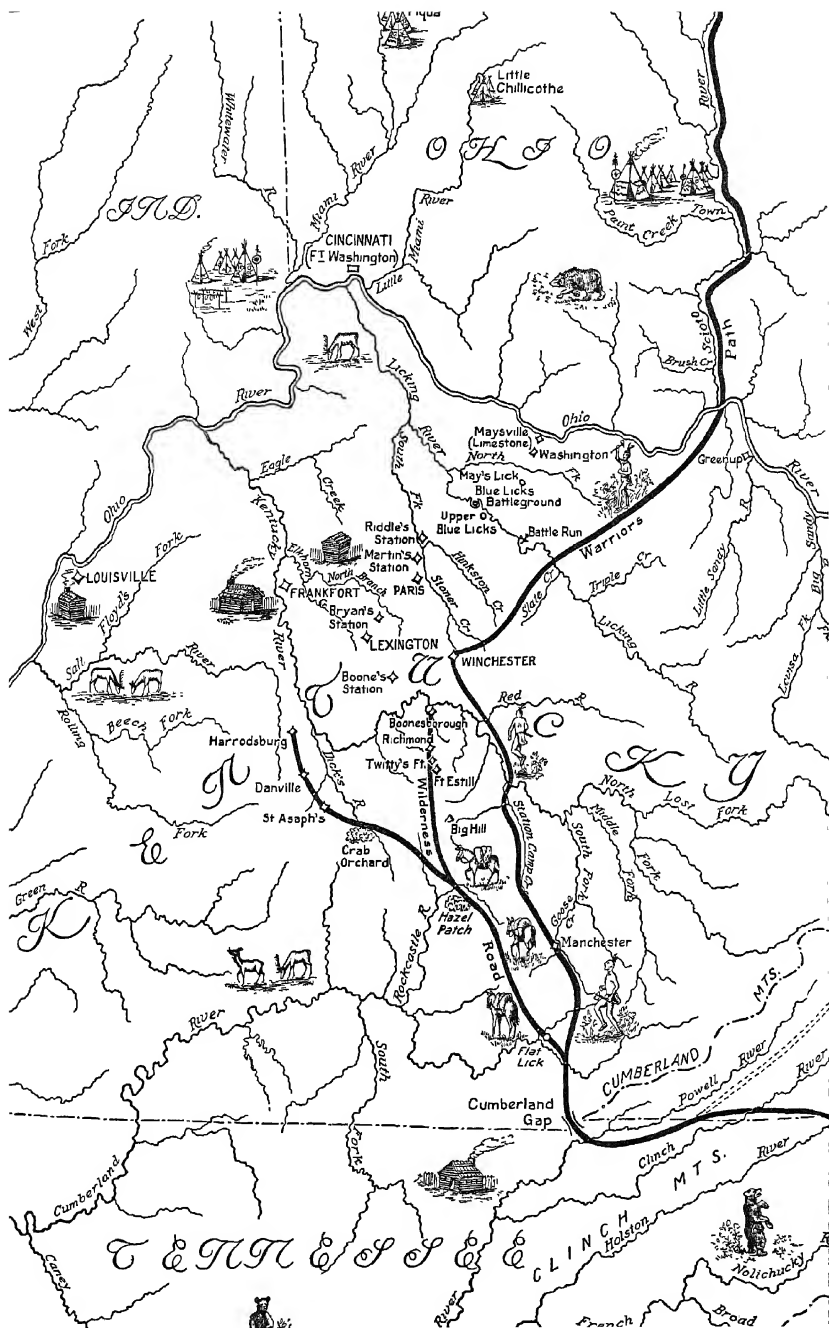 Piqua
Little
Chillicothe
River
Whitewater
R
OHIO
Miami River
River
Miami
Little
Paint Creek
Town
IND.
Fork
West
CINCINNATI
(Ft Washington)
Scioto
Path
Brush Cr
Licking
River
Ohio
River
Ohio
River
Maysville
(Limestone)
Washington
North
Fk
South
Fk
River
Greenup
Eagle
Creek
May's Lick
Blue Licks
Battleground
Upper
Blue Licks
Battle Run
Warriors
Kentucky
River
Riddle's
Station
Martin's
Station
PARIS
Hinkston Cr
Stoner Cr
Slate Cr
Triple Cr
Little Sandy
R
Big Sandy
Licking
R
Levisa Fk
LOUISVILLE
Floyd's
Fork
Elkhorn
Cr
North
Branch
FRANKFORT
Bryan's
Station
LEXINGTON
WINCHESTER
Boone's
Station
Salt
River
Rolling
Beech
Fork
Fork
Red
R
Boonesborough
Richmond
Twitty's Ft.
Ft Estill
Harrodsburg
Danville
St Asaph's
Dick's
R
KENTUCKY
Wilderness
Road
Big Hill
Station Camp Cr
North
Lost
Fork
Fork
Middle
Fork
South Fork
Goose
Cr
Crab
Orchard
Hazel
Patch
Manchester
Green
R
Rockcastle R
River
Flat
Lick
South
Fork
CUMBERLAND
MTS.
Powell
River
River
Cumberland
Gap
Clinch
River
CLINCH
MTS.
Holston
Cumberland
Caney
TENNESSEE
River
Nolichucky
R
French
Broad